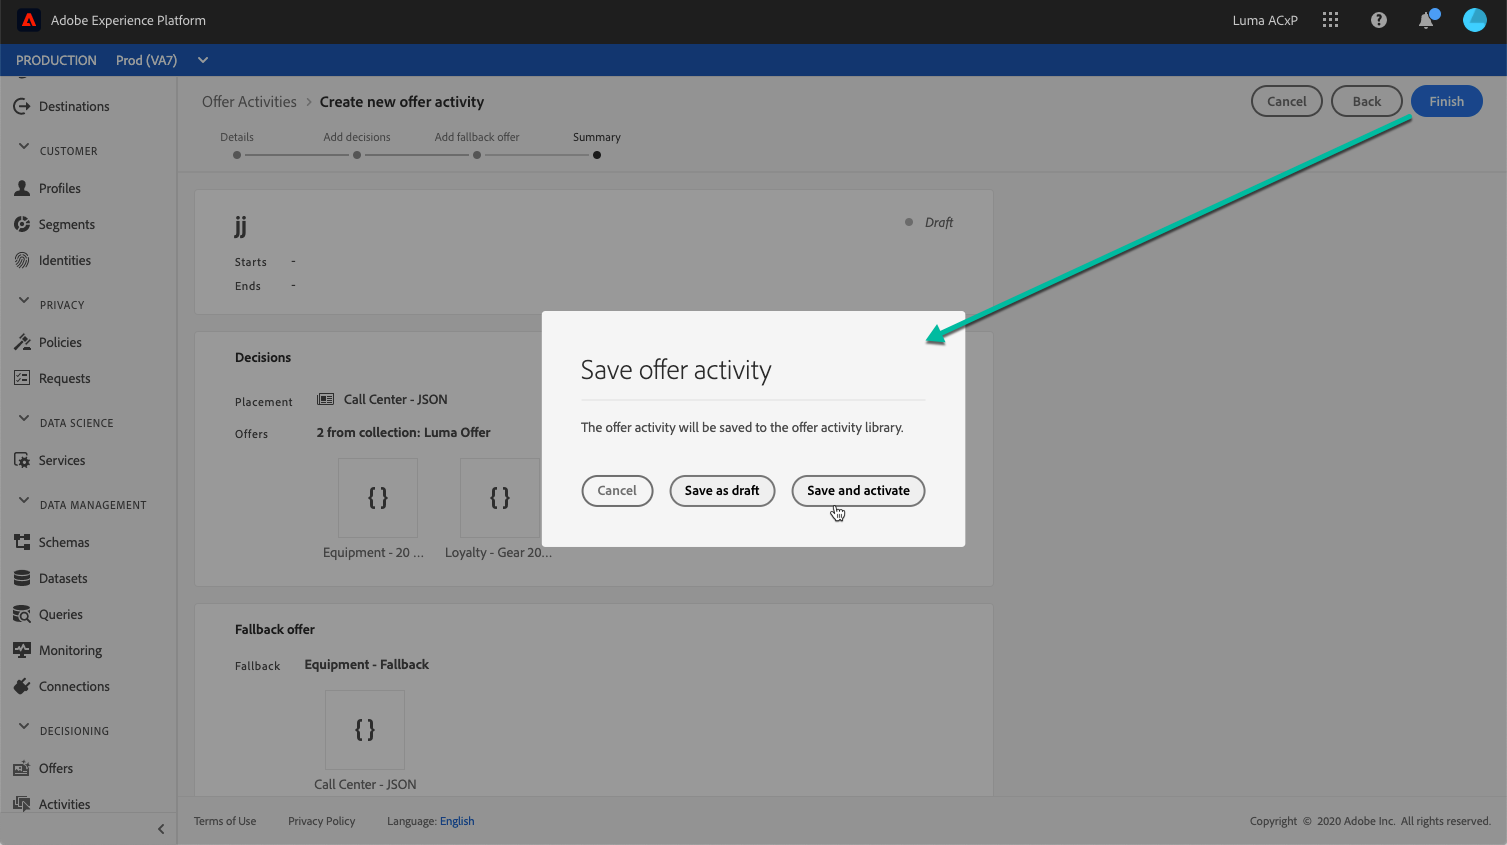 Adobe Experience Platform
Luma ACxP
PRODUCTION Prod (VA7)
Destinations
CUSTOMER
Profiles
Segments
Identities
PRIVACY
Policies
Requests
DATA SCIENCE
Services
DATA MANAGEMENT
Schemas
Datasets
Queries
Monitoring
Connections
DECISIONING
Offers
Activities
Offer Activities > Create new offer activity
Cancel Back Finish
Details Add decisions Add fallback offer Summary
jj
Draft
Starts -
Ends -
Decisions
Placement Call Center - JSON
Offers 2 from collection: Luma Offer
{} {}
Equipment - 20 ... Loyalty - Gear 20...
Save offer activity
The offer activity will be saved to the offer activity library.
Cancel Save as draft Save and activate
Fallback offer
Fallback Equipment - Fallback
{}
Call Center - JSON
Terms of Use Privacy Policy Language: English
Copyright © 2020 Adobe Inc. All rights reserved.